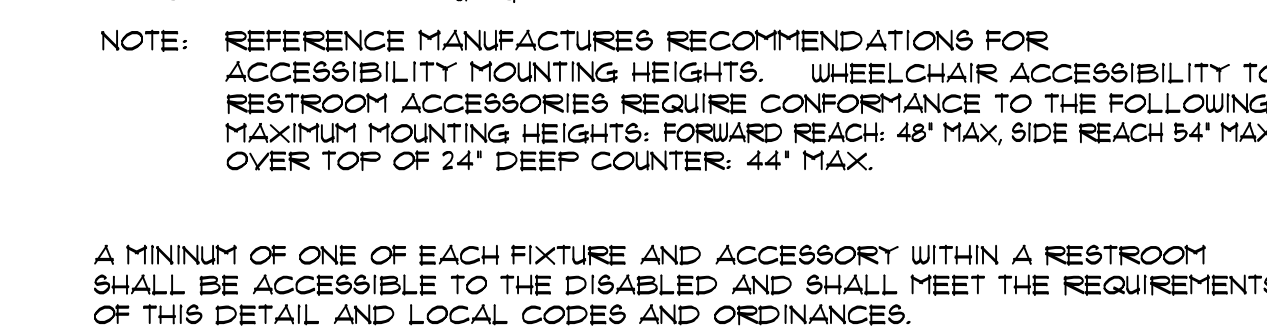 NOTE: REFERENCE MANUFACTURES RECOMMENDATIONS FOR
ACCESSIBILITY MOUNTING HEIGHTS. WHEELCHAIR ACCESSIBILITY TO
RESTROOM ACCESSORIES REQUIRE CONFORMANCE TO THE FOLLOWING
MAXIMUM MOUNTING HEIGHTS: FORWARD REACH: 48" MAX, SIDE REACH 54" MAX
OVER TOP OF 24" DEEP COUNTER: 44" MAX.
A MININUM OF ONE OF EACH FIXTURE AND ACCESSORY WITHIN A RESTROOM
SHALL BE ACCESSIBLE TO THE DISABLED AND SHALL MEET THE REQUIREMENTS
OF THIS DETAIL AND LOCAL CODES AND ORDINANCES.